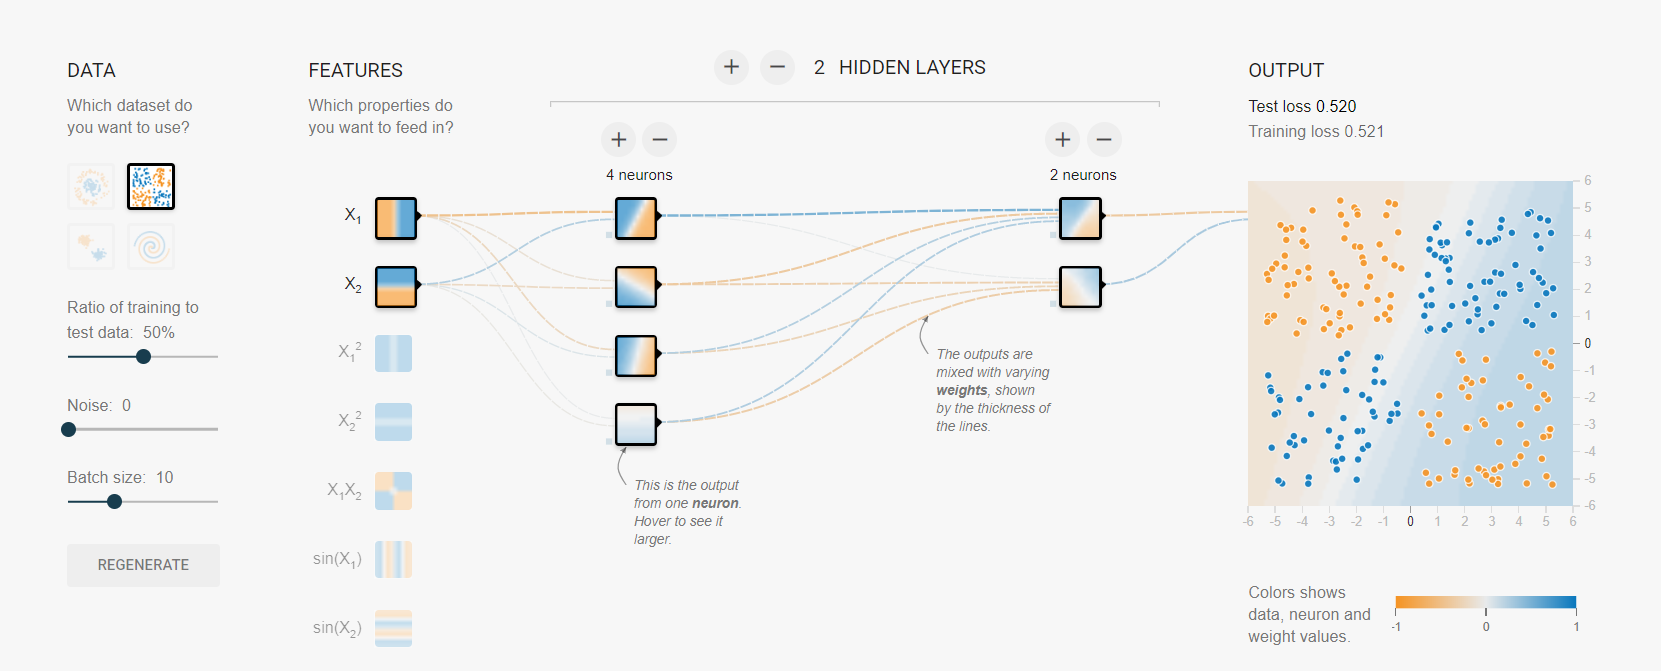 DATA
Which dataset do
you want to use?
Ratio of training to
test data: 50%
Noise: 0
Batch size: 10
REGENERATE
FEATURES
Which properties do
you want to feed in?
X1
X2
X1²
X2²
X1X2
sin(X1)
sin(X2)
+ − 2 HIDDEN LAYERS
+ −
4 neurons
+ −
2 neurons
This is the output
from one neuron.
Hover to see it
larger.
The outputs are
mixed with varying
weights, shown
by the thickness of
the lines.
OUTPUT
Test loss 0.520
Training loss 0.521
6
5
4
3
2
1
0
-1
-2
-3
-4
-5
-6
-6 -5 -4 -3 -2 -1 0 1 2 3 4 5 6
Colors shows
data, neuron and
weight values.
-1 0 1